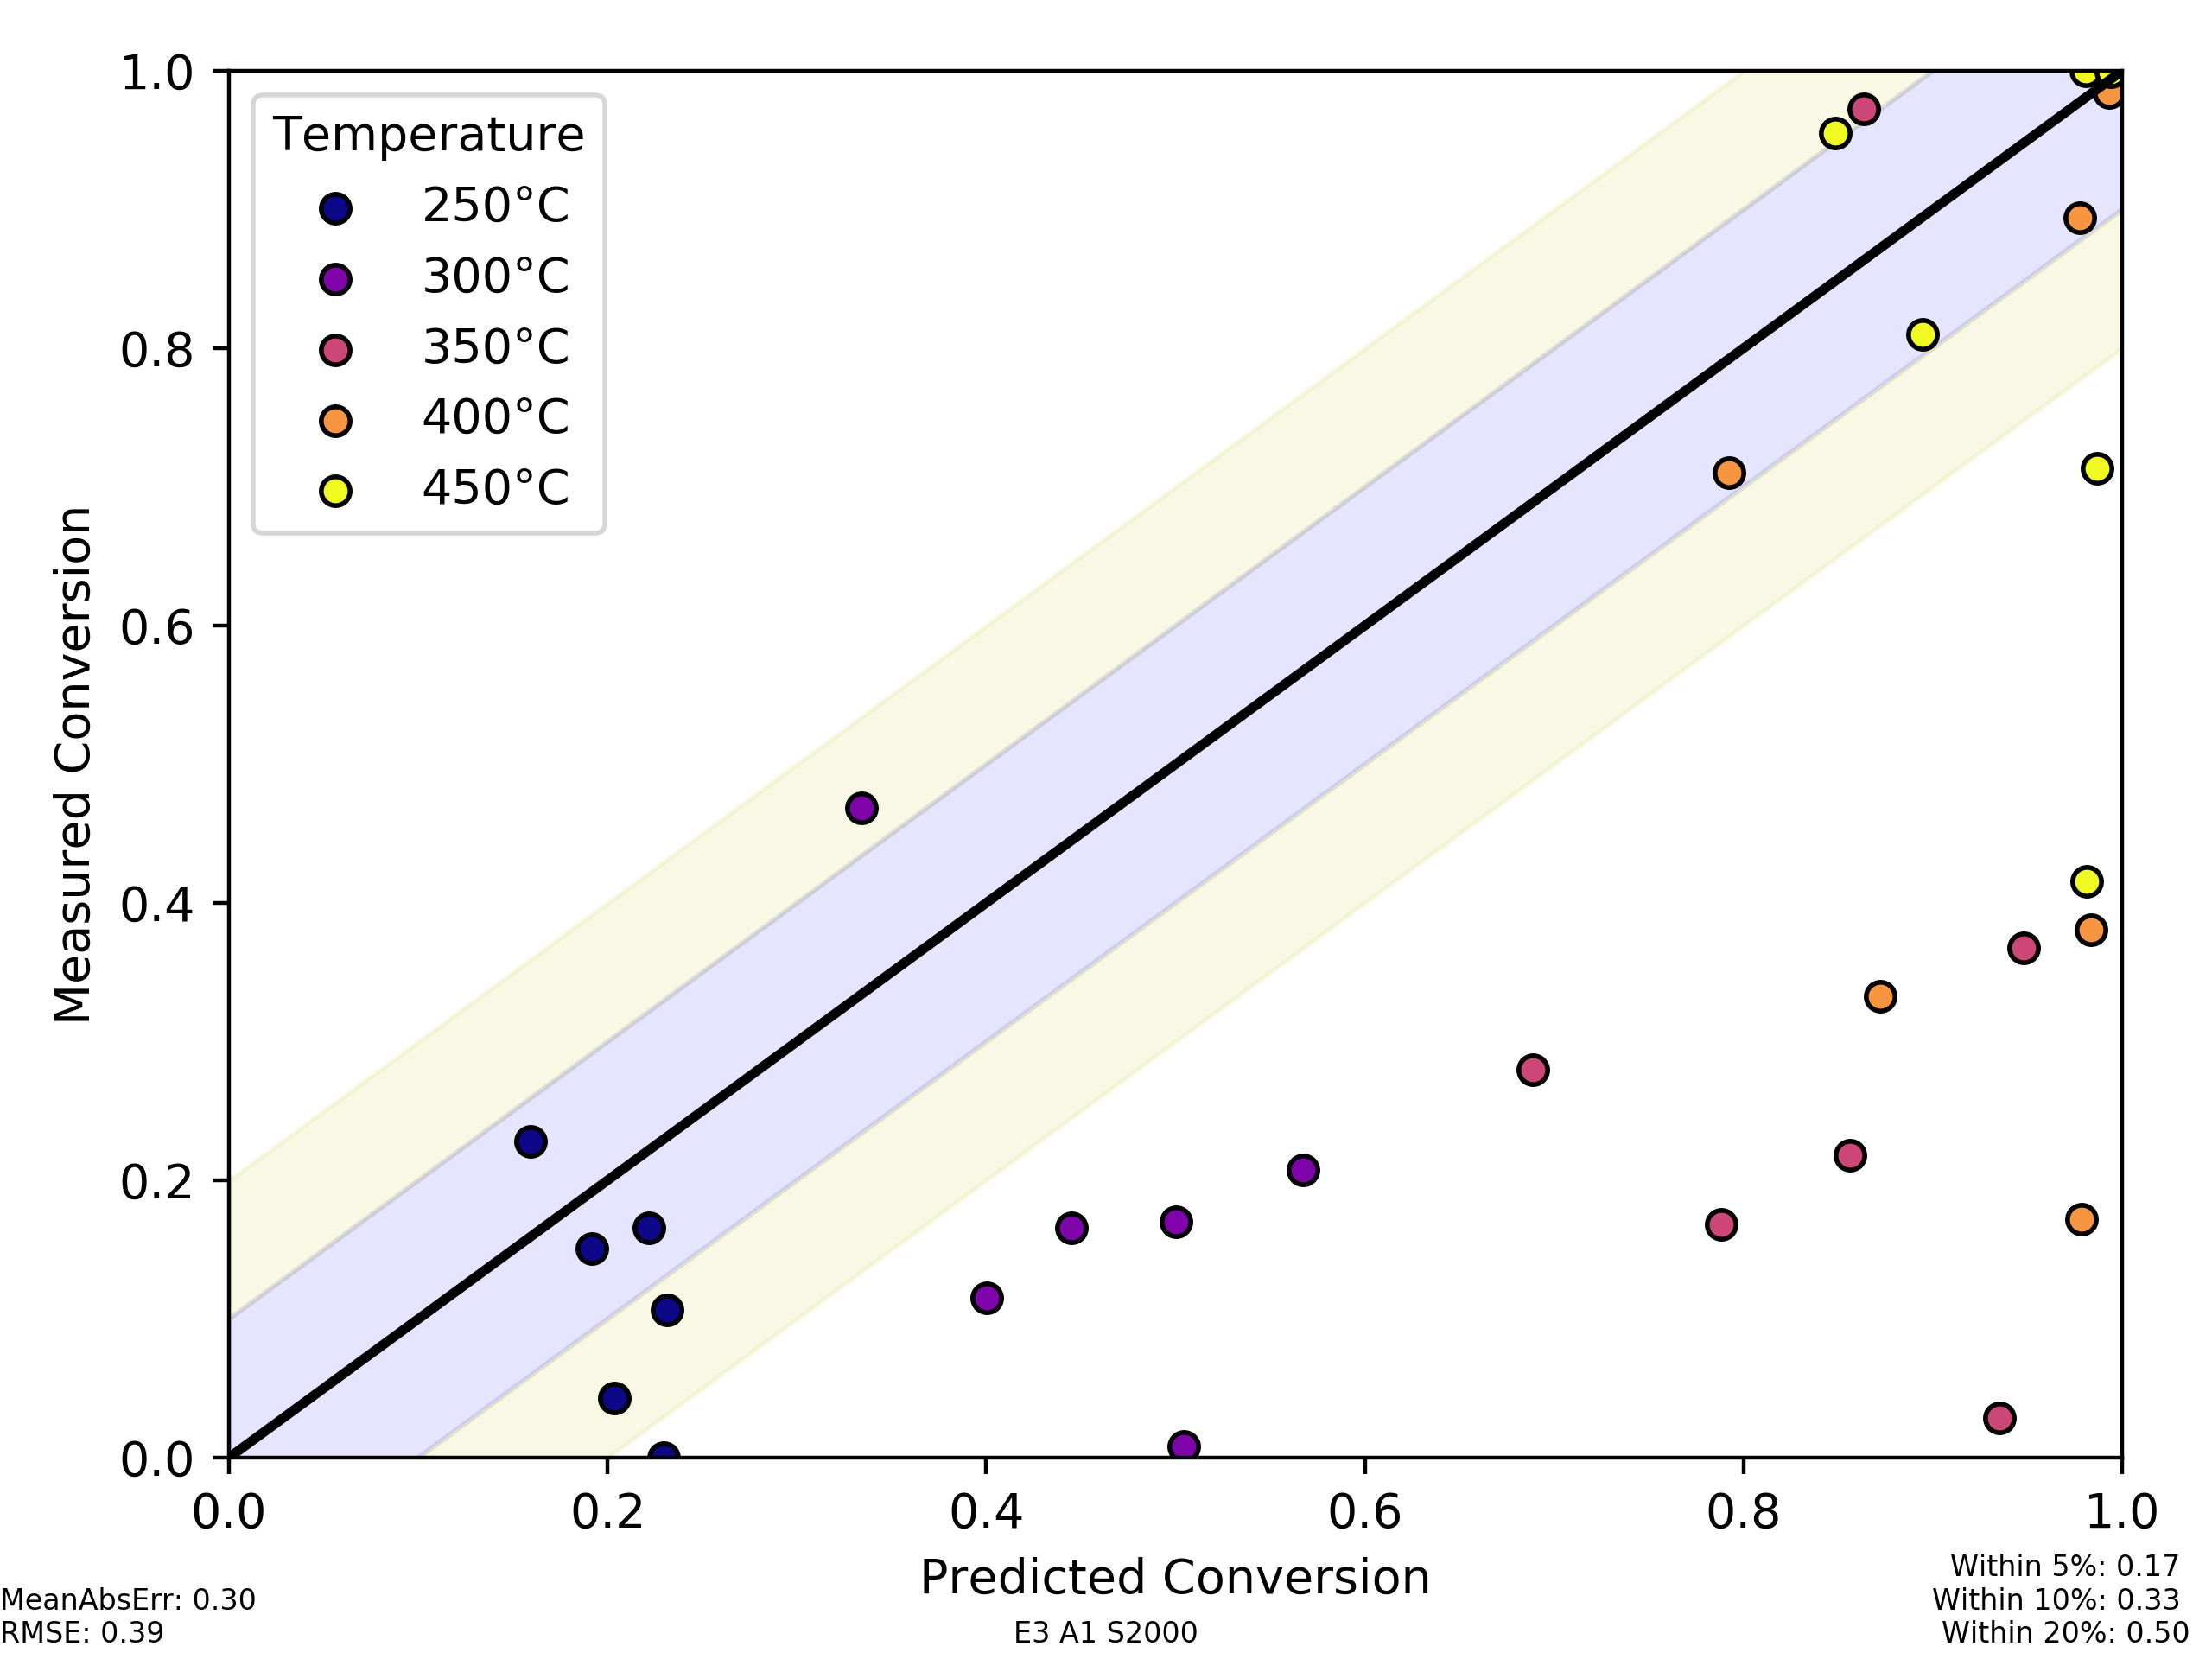 Temperature
250°C
300°C
350°C
400°C
450°C
Measured Conversion
1.0
0.8
0.6
0.4
0.2
0.0
0.0 0.2 0.4 0.6 0.8 1.0
Predicted Conversion
MeanAbsErr: 0.30
RMSE: 0.39
E3 A1 S2000
Within 5%: 0.17
Within 10%: 0.33
Within 20%: 0.50